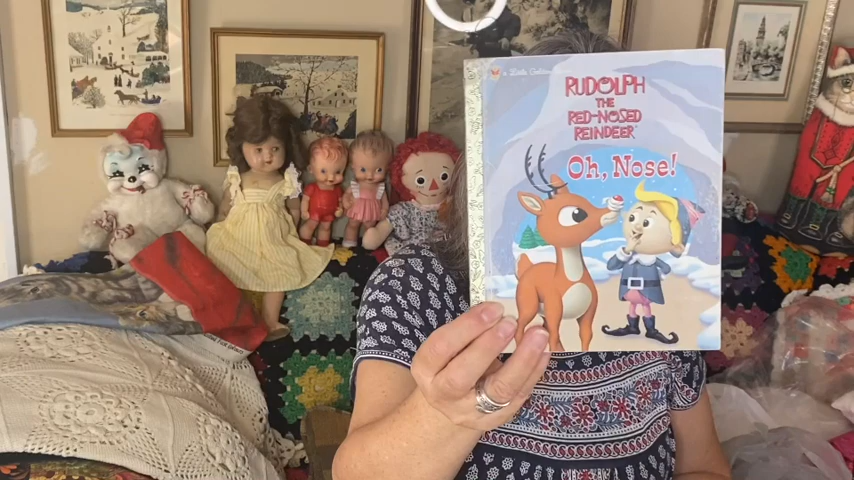 a Little Golden Book
RUDOLPH
THE
RED-NOSED
REINDEER
Oh, Nose!